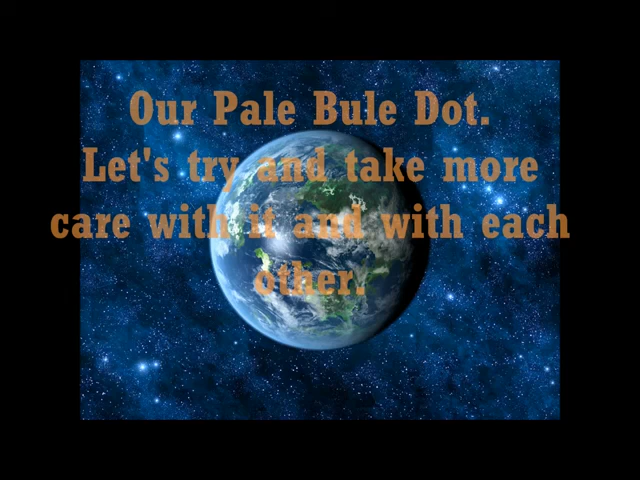 Our Pale Bule Dot.
Let's try and take more
care with it and with each
other.